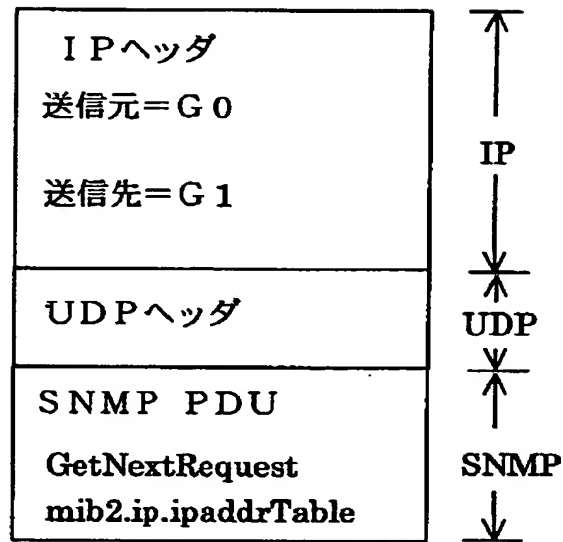 ＩＰヘッダ
送信元＝Ｇ０
送信先＝Ｇ１
IP
ＵＤＰヘッダ
UDP
ＳＮＭＰ ＰＤＵ
GetNextRequest
mib2.ip.ipaddrTable
SNMP